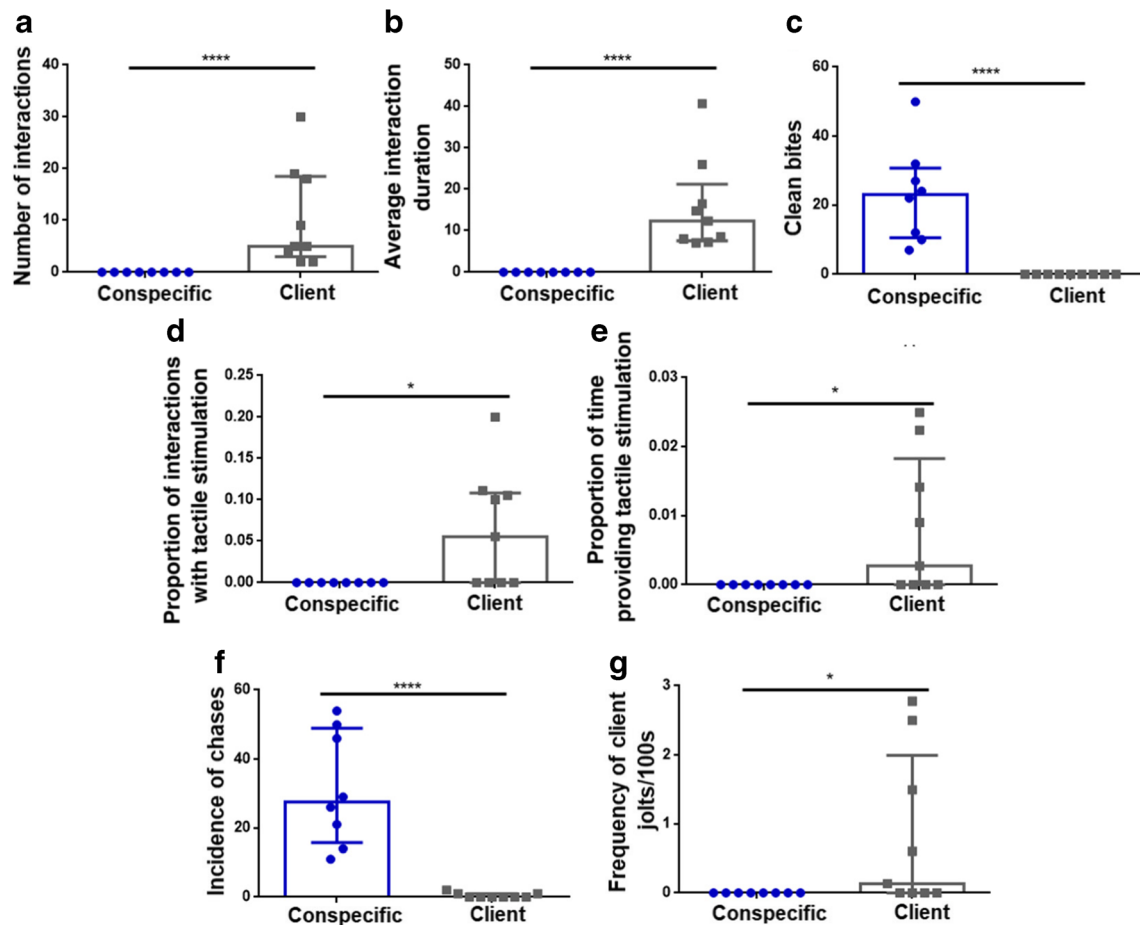 a
Number of interactions
40
30
20
10
0
****
Conspecific
Client
b
Average interaction
duration
50
40
30
20
10
0
****
Conspecific
Client
c
Clean bites
60
40
20
0
****
Conspecific
Client
d
Proportion of interactions
with tactile stimulation
0.25
0.20
0.15
0.10
0.05
0.00
*
Conspecific
Client
e
Proportion of time
providing tactile stimulation
0.03
0.02
0.01
0.00
*
Conspecific
Client
f
Incidence of chases
60
40
20
0
****
Conspecific
Client
g
Frequency of client
jolts/100s
3
2
1
0
*
Conspecific
Client